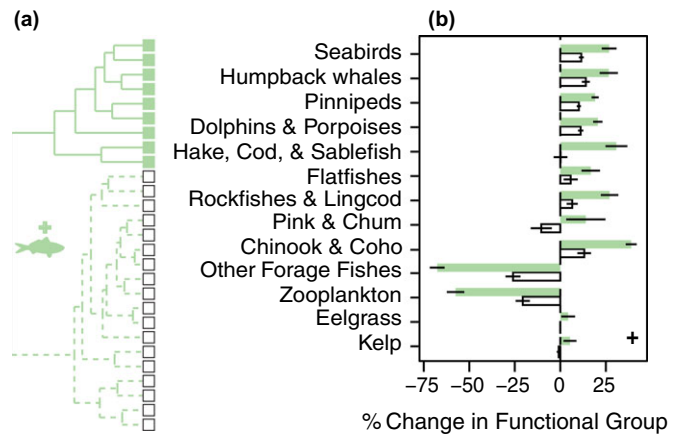 (a)
(b)
Seabirds
Humpback whales
Pinnipeds
Dolphins & Porpoises
Hake, Cod, & Sablefish
Flatfishes
Rockfishes & Lingcod
Pink & Chum
Chinook & Coho
Other Forage Fishes
Zooplankton
Eelgrass
Kelp
+
+
−75 −50 −25 0 25
% Change in Functional Group